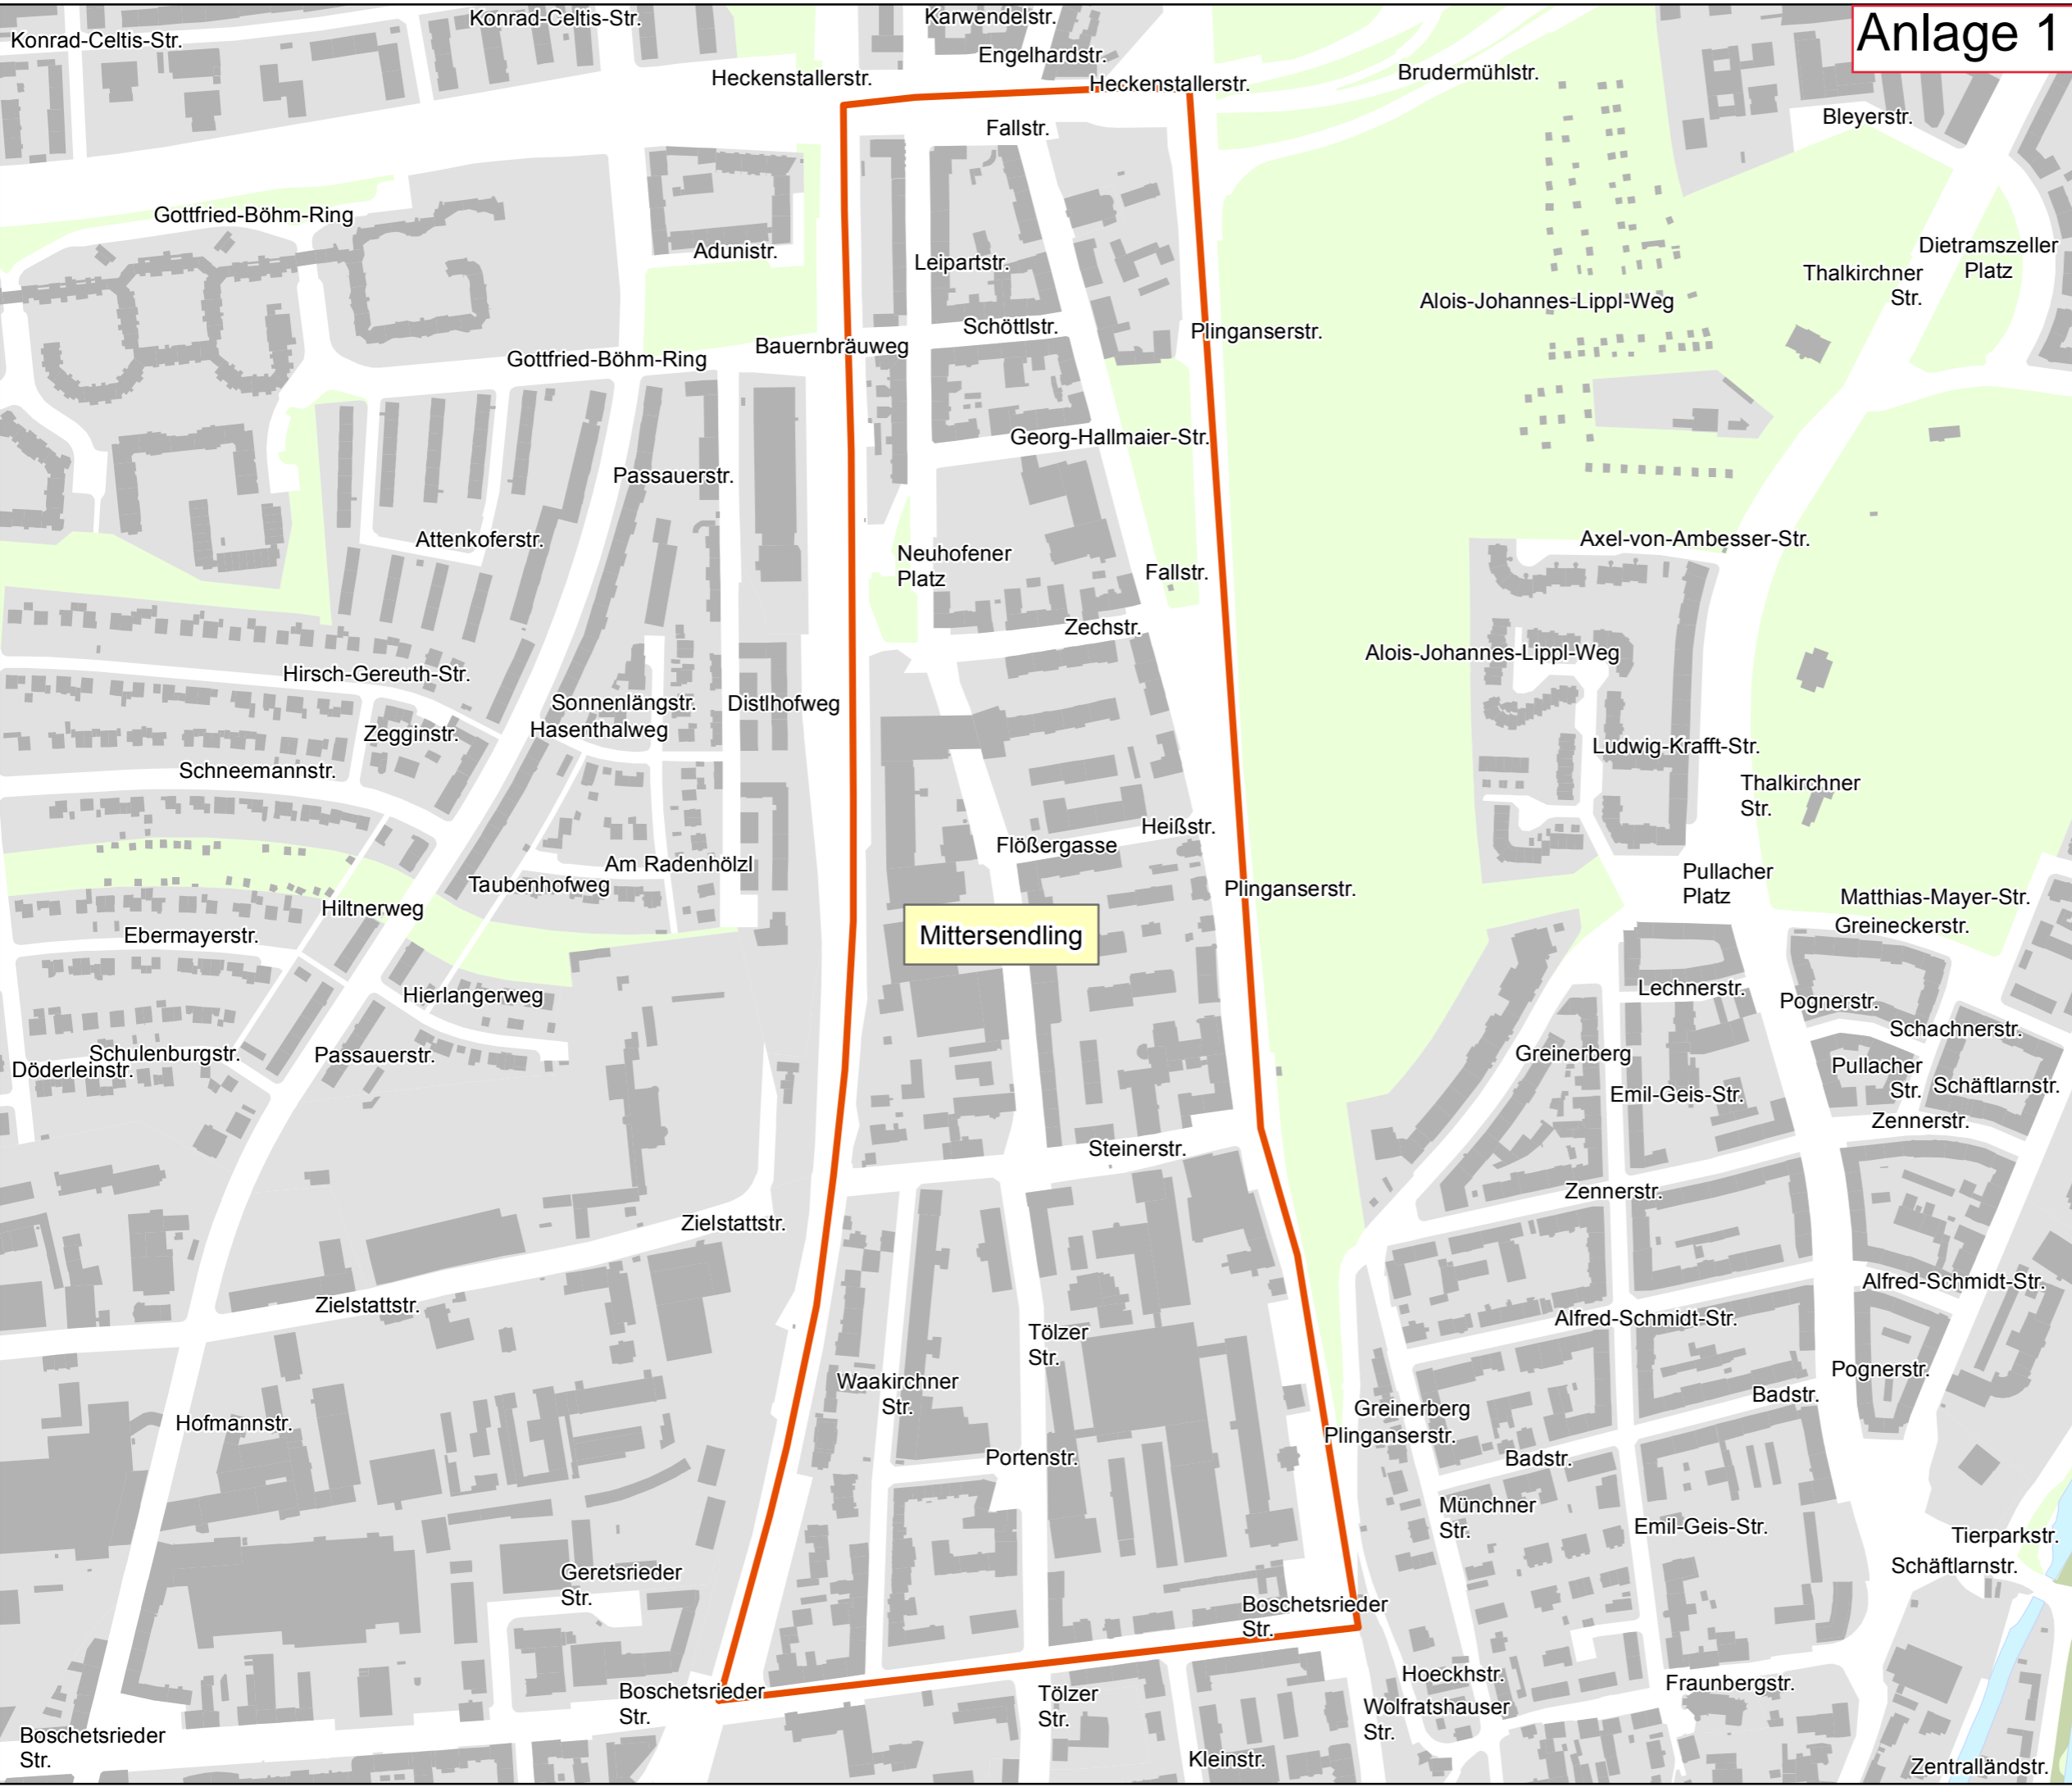 Konrad-Celtis-Str.
Konrad-Celtis-Str.
Karwendelstr.
Engelhardstr.
Anlage 1
Heckenstallerstr.
Heckenstallerstr.
Brudermühlstr.
Bleyerstr.
Fallstr.
Gottfried-Böhm-Ring
Adunistr.
Leipartstr.
Dietramszeller
Platz
Thalkirchner
Str.
Alois-Johannes-Lippl-Weg
Schöttlstr.
Plinganserstr.
Bauernbräuweg
Gottfried-Böhm-Ring
Georg-Hallmaier-Str.
Passauerstr.
Attenkoferstr.
Neuhofener
Platz
Fallstr.
Axel-von-Ambesser-Str.
Zechstr.
Alois-Johannes-Lippl-Weg
Hirsch-Gereuth-Str.
Sonnenlängstr.
Distlhofweg
Hasenthalweg
Zegginstr.
Ludwig-Krafft-Str.
Schneemannstr.
Thalkirchner
Str.
Heißstr.
Flößergasse
Am Radenhölzl
Taubenhofweg
Plinganserstr.
Pullacher
Platz
Matthias-Mayer-Str.
Greineckerstr.
Hiltnerweg
Ebermayerstr.
Mittersendling
Hierlangerweg
Lechnerstr.
Pognerstr.
Schachnerstr.
Schulenburgstr.
Döderleinstr.
Passauerstr.
Greinerberg
Pullacher
Str.
Schäftlarnstr.
Emil-Geis-Str.
Zennerstr.
Steinerstr.
Zennerstr.
Zielstattstr.
Zielstattstr.
Alfred-Schmidt-Str.
Alfred-Schmidt-Str.
Tölzer
Str.
Waakirchner
Str.
Pognerstr.
Badstr.
Hofmannstr.
Greinerberg
Plinganserstr.
Portenstr.
Badstr.
Münchner
Str.
Emil-Geis-Str.
Tierparkstr.
Schäftlarnstr.
Geretsrieder
Str.
Boschetsrieder
Str.
Hoeckhstr.
Fraunbergstr.
Boschetsrieder
Str.
Tölzer
Str.
Wolfratshauser
Str.
Boschetsrieder
Str.
Kleinstr.
Zentralländstr.